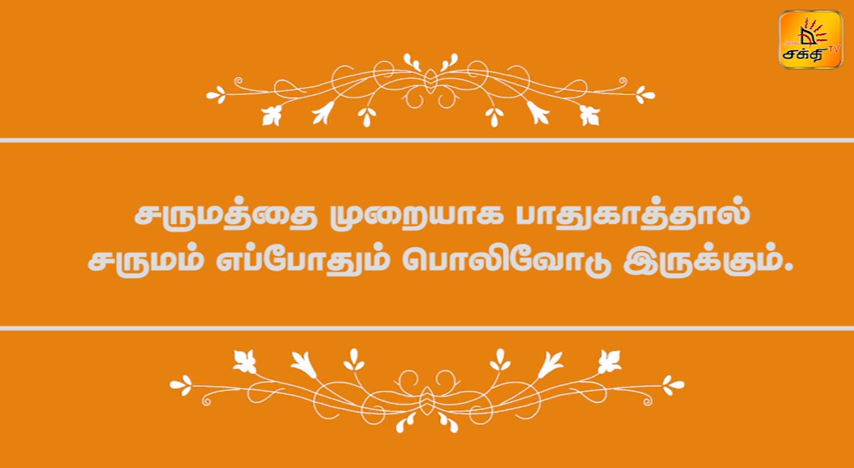 சக்தி TV
சருமத்தை முறையாக பாதுகாத்தால்
சருமம் எப்போதும் பொலிவோடு இருக்கும்.